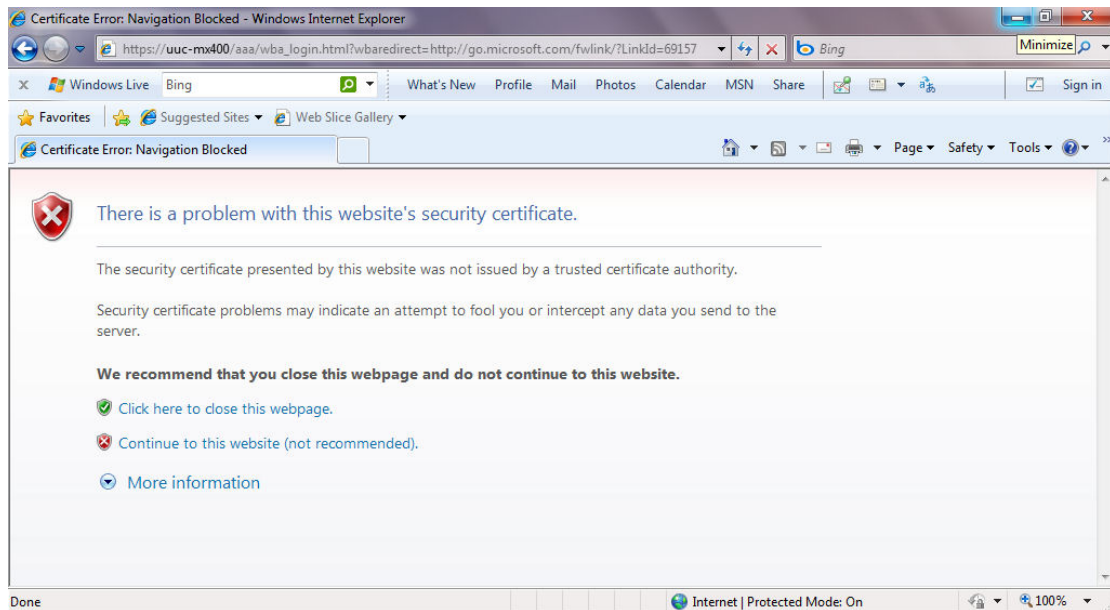 Certificate Error: Navigation Blocked - Windows Internet Explorer
https://uuc-mx400/aaa/wba_login.html?wbaredirect=http://go.microsoft.com/fwlink/?LinkId=69157
Bing
Minimize
x Windows Live Bing What's New Profile Mail Photos Calendar MSN Share Sign in
Favorites Suggested Sites Web Slice Gallery
Certificate Error: Navigation Blocked Page Safety Tools
There is a problem with this website's security certificate.
The security certificate presented by this website was not issued by a trusted certificate authority.
Security certificate problems may indicate an attempt to fool you or intercept any data you send to the
server.
We recommend that you close this webpage and do not continue to this website.
Click here to close this webpage.
Continue to this website (not recommended).
More information
Done Internet | Protected Mode: On 100%